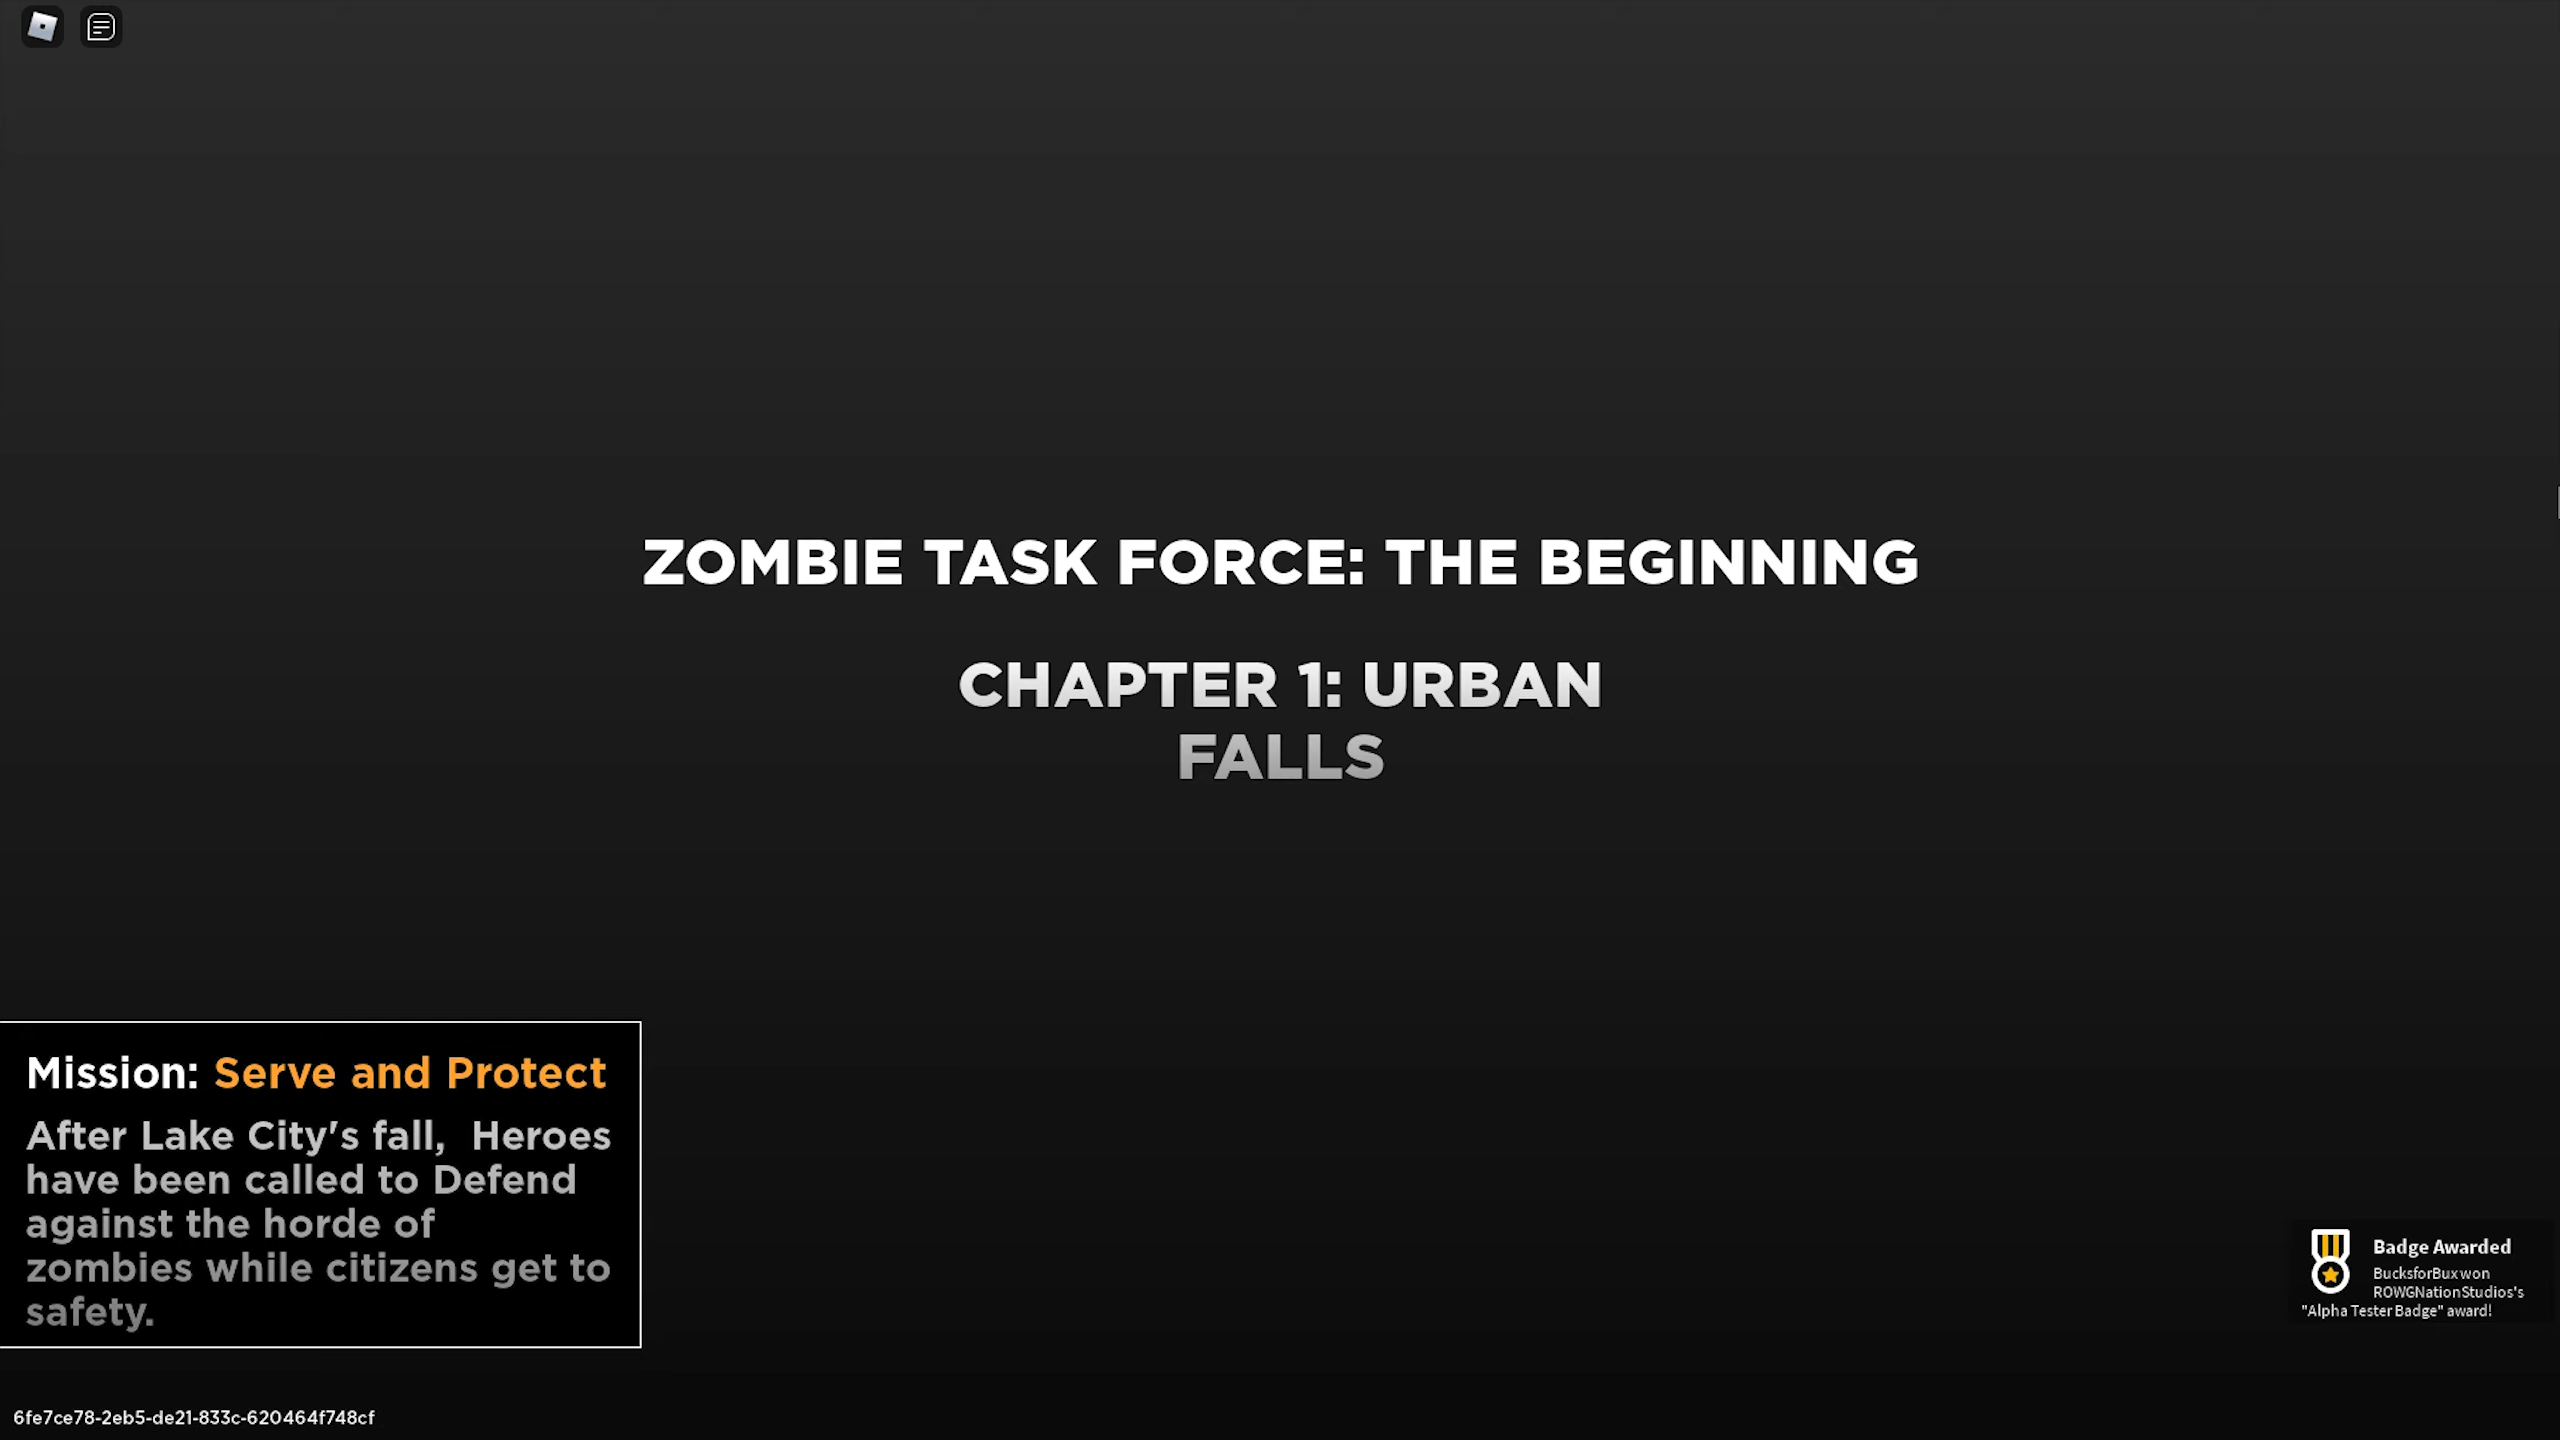 ZOMBIE TASK FORCE: THE BEGINNING
CHAPTER 1: URBAN
FALLS
Mission: Serve and Protect
After Lake City's fall,  Heroes
have been called to Defend
against the horde of
zombies while citizens get to
safety.
Badge Awarded
BucksforBux won
ROWGNationStudios's
"Alpha Tester Badge" award!
6fe7ce78-2eb5-de21-833c-620464f748cf